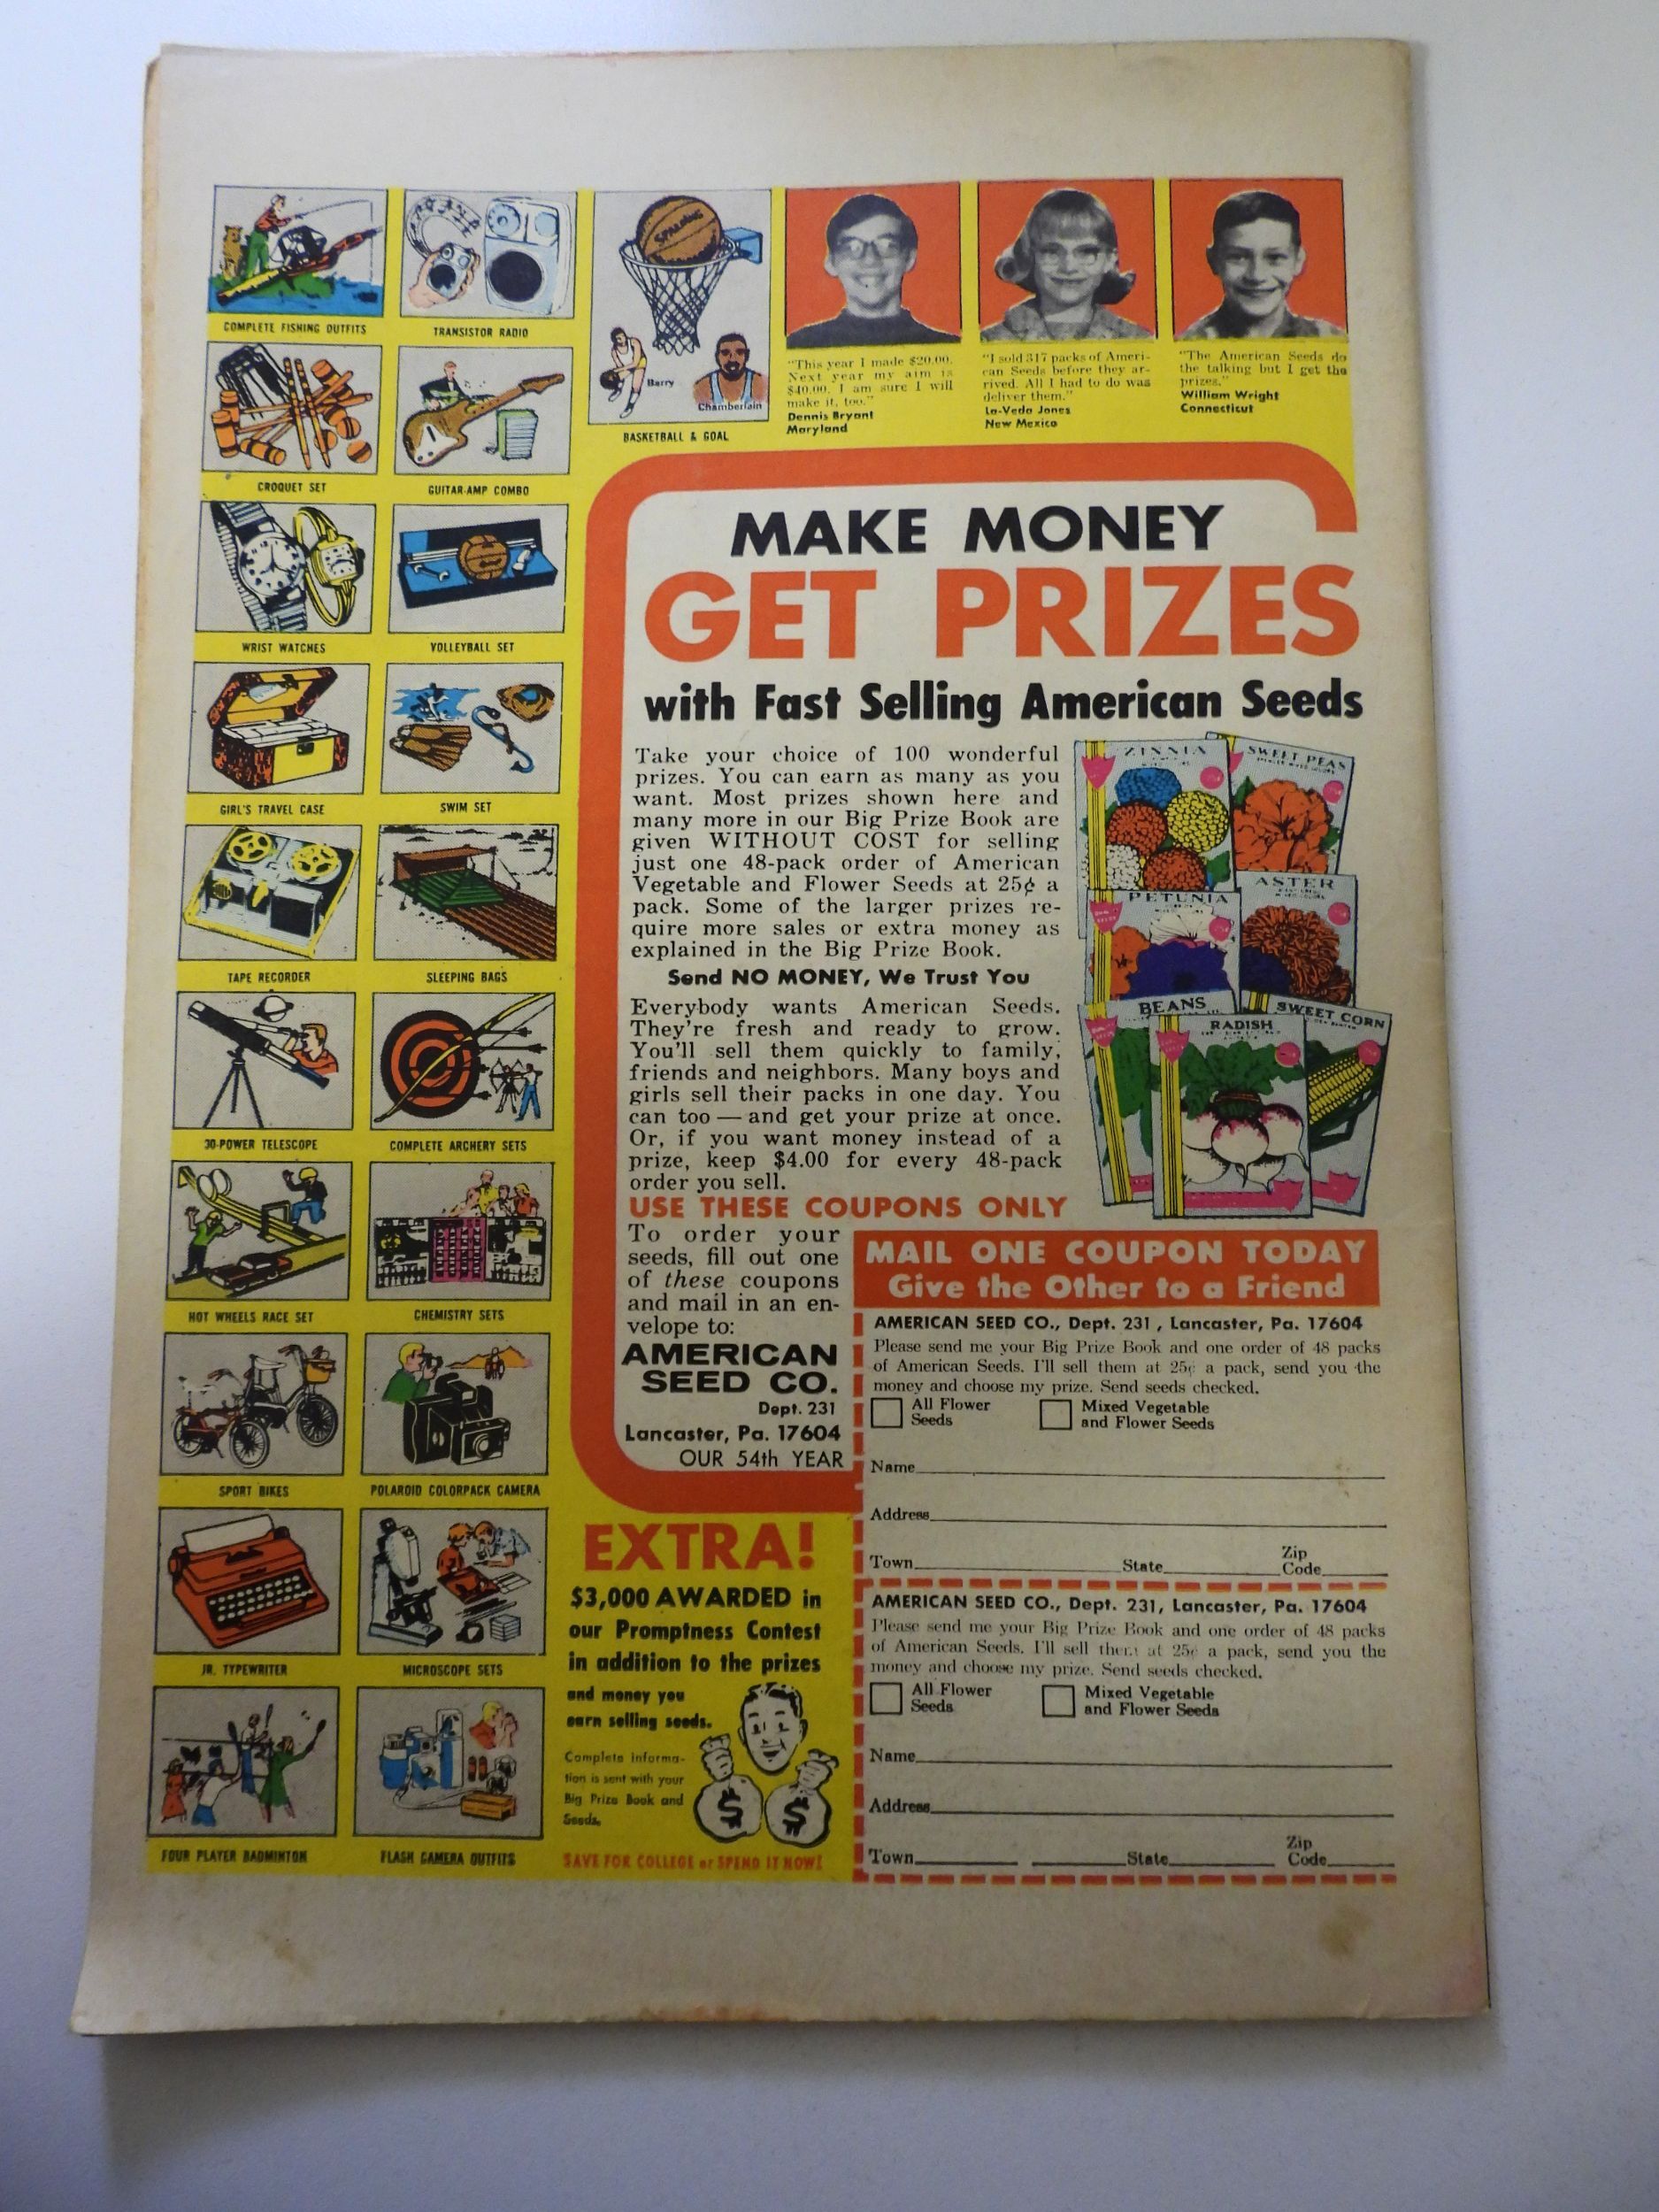 COMPLETE FISHING OUTFITS
TRANSISTOR RADIO
SPALDING
Barry
Chamberlain
BASKETBALL & GOAL
CROQUET SET
GUITAR-AMP COMBO
WRIST WATCHES
VOLLEYBALL SET
GIRL'S TRAVEL CASE
SWIM SET
TAPE RECORDER
SLEEPING BAGS
30-POWER TELESCOPE
COMPLETE ARCHERY SETS
HOT WHEELS RACE SET
CHEMISTRY SETS
SPORT BIKES
POLAROID COLORPACK CAMERA
JR. TYPEWRITER
MICROSCOPE SETS
FOUR PLAYER BADMINTON
FLASH CAMERA OUTFITS
"This year I made $20.00.
Next year my aim is
$40.00. I am sure I will
make it, too."
Dennis Bryant
Maryland
"I sold 317 packs of Ameri-
can Seeds before they ar-
rived. All I had to do was
deliver them."
La-Veda Jones
New Mexico
"The American Seeds do
the talking but I get the
prizes."
William Wright
Connecticut
MAKE MONEY
GET PRIZES
with Fast Selling American Seeds
Take your choice of 100 wonderful
prizes. You can earn as many as you
want. Most prizes shown here and
many more in our Big Prize Book are
given WITHOUT COST for selling
just one 48-pack order of American
Vegetable and Flower Seeds at 25¢ a
pack. Some of the larger prizes re-
quire more sales or extra money as
explained in the Big Prize Book.
Send NO MONEY, We Trust You
Everybody wants American Seeds.
They're fresh and ready to grow.
You'll sell them quickly to family,
friends and neighbors. Many boys and
girls sell their packs in one day. You
can too — and get your prize at once.
Or, if you want money instead of a
prize, keep $4.00 for every 48-pack
order you sell.
ZINNIA
SWEET PEAS
PETUNIA
ASTER
BEANS
RADISH
SWEET CORN
USE THESE COUPONS ONLY
To order your
seeds, fill out one
of these coupons
and mail in an en-
velope to:
AMERICAN
SEED CO.
Dept. 231
Lancaster, Pa. 17604
OUR 54th YEAR
EXTRA!
$3,000 AWARDED in
our Promptness Contest
in addition to the prizes
and money you
earn selling seeds.
Complete informa-
tion is sent with your
Big Prize Book and
Seeds.
$ $
SAVE FOR COLLEGE or SPEND IT NOW!
MAIL ONE COUPON TODAY
Give the Other to a Friend
AMERICAN SEED CO., Dept. 231, Lancaster, Pa. 17604
Please send me your Big Prize Book and one order of 48 packs
of American Seeds. I'll sell them at 25¢ a pack, send you the
money and choose my prize. Send seeds checked.
All Flower
Seeds
Mixed Vegetable
and Flower Seeds
Name
Address
Town State Zip Code
AMERICAN SEED CO., Dept. 231, Lancaster, Pa. 17604
Please send me your Big Prize Book and one order of 48 packs
of American Seeds. I'll sell them at 25¢ a pack, send you the
money and choose my prize. Send seeds checked.
All Flower
Seeds
Mixed Vegetable
and Flower Seeds
Name
Address
Town State Zip Code